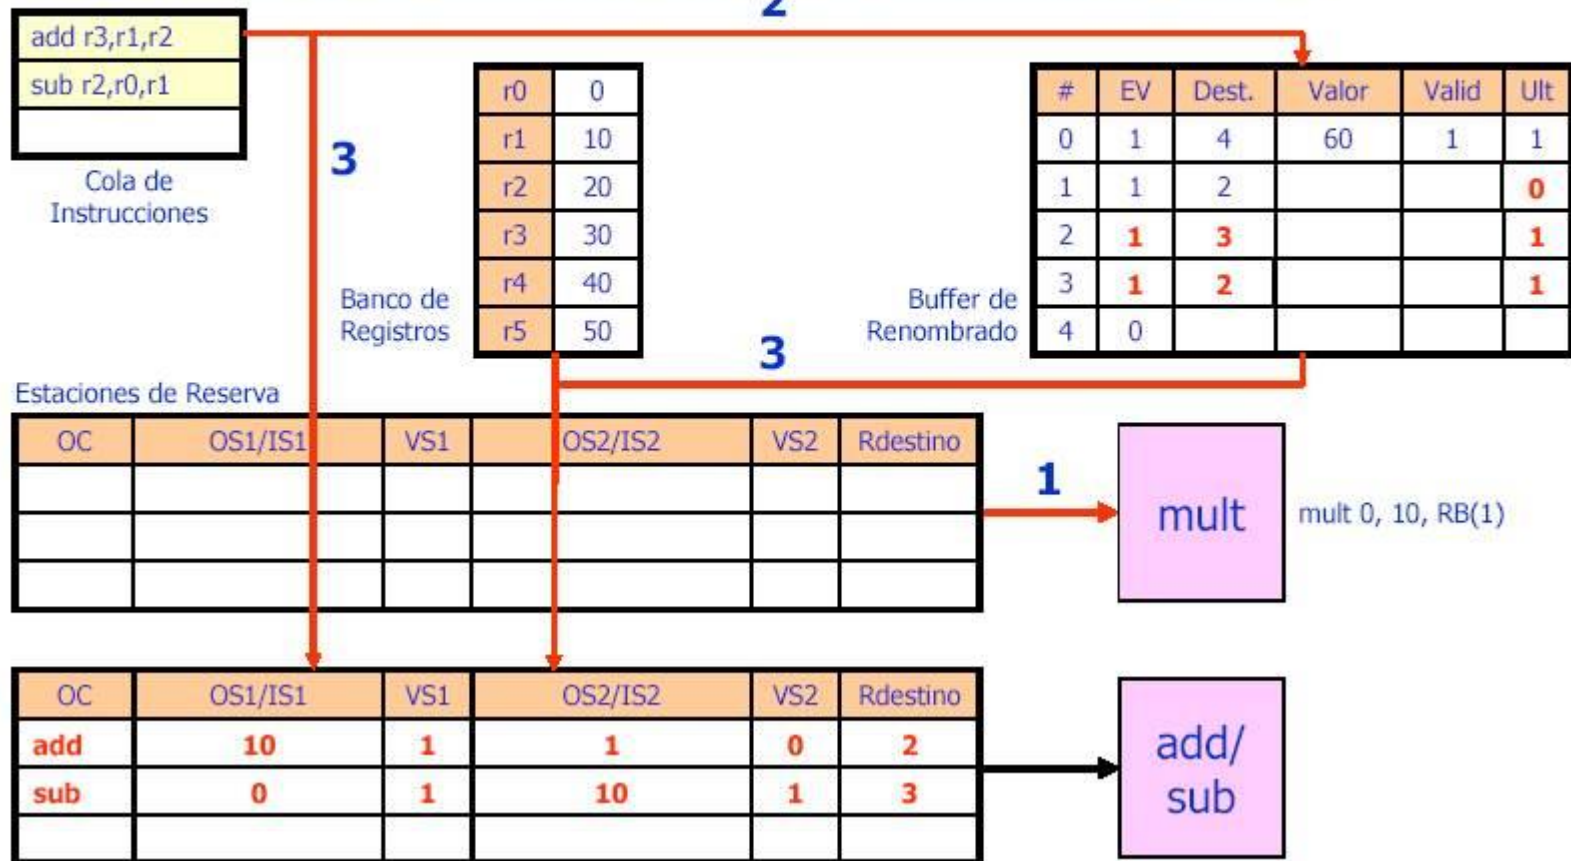 2
add r3,r1,r2
sub r2,r0,r1
Cola de
Instrucciones
3
r0 0
r1 10
r2 20
r3 30
r4 40
r5 50
Banco de
Registros
# EV Dest. Valor Valid Ult
0 1 4 60 1 1
1 1 2 0
2 1 3 1
3 1 2 1
4 0
Buffer de
Renombrado
3
Estaciones de Reserva
OC OS1/IS1 VS1 OS2/IS2 VS2 Rdestino
1
mult
mult 0, 10, RB(1)
OC OS1/IS1 VS1 OS2/IS2 VS2 Rdestino
add 10 1 1 0 2
sub 0 1 10 1 3
add/
sub